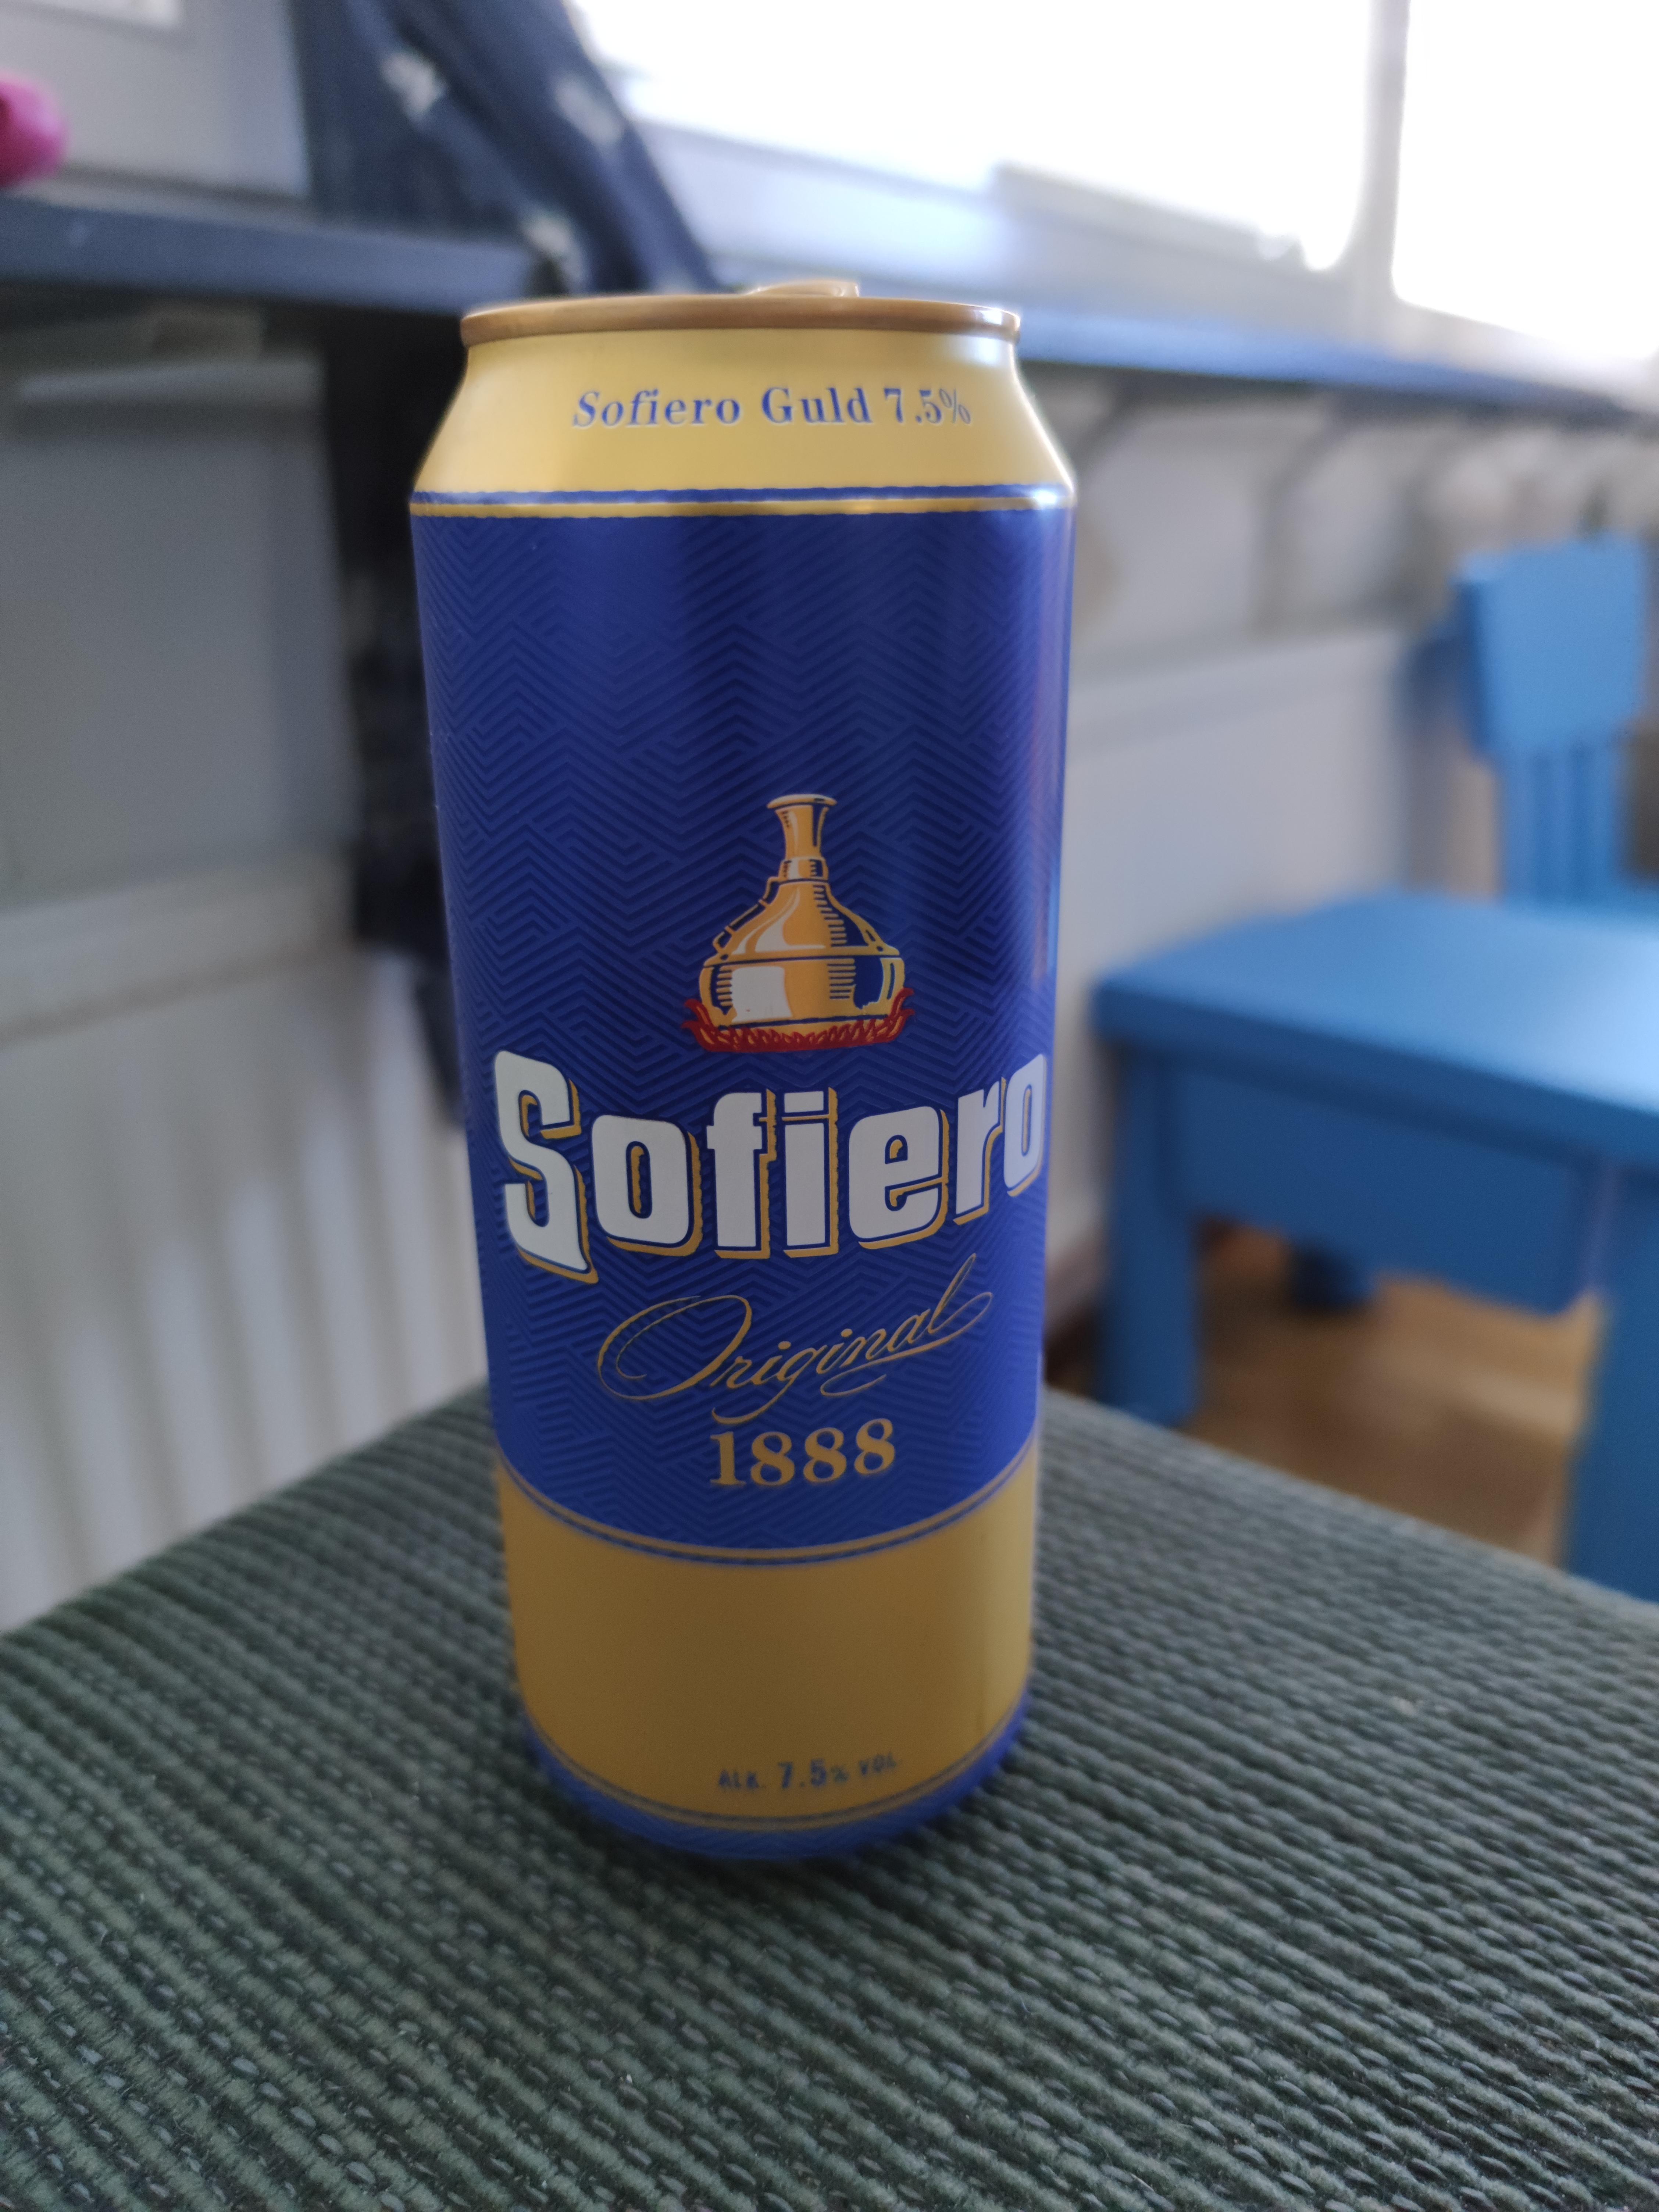 Sofiero Guld 7.5%
Sofiero
Original
1888
ALK. 7.5% VOL.